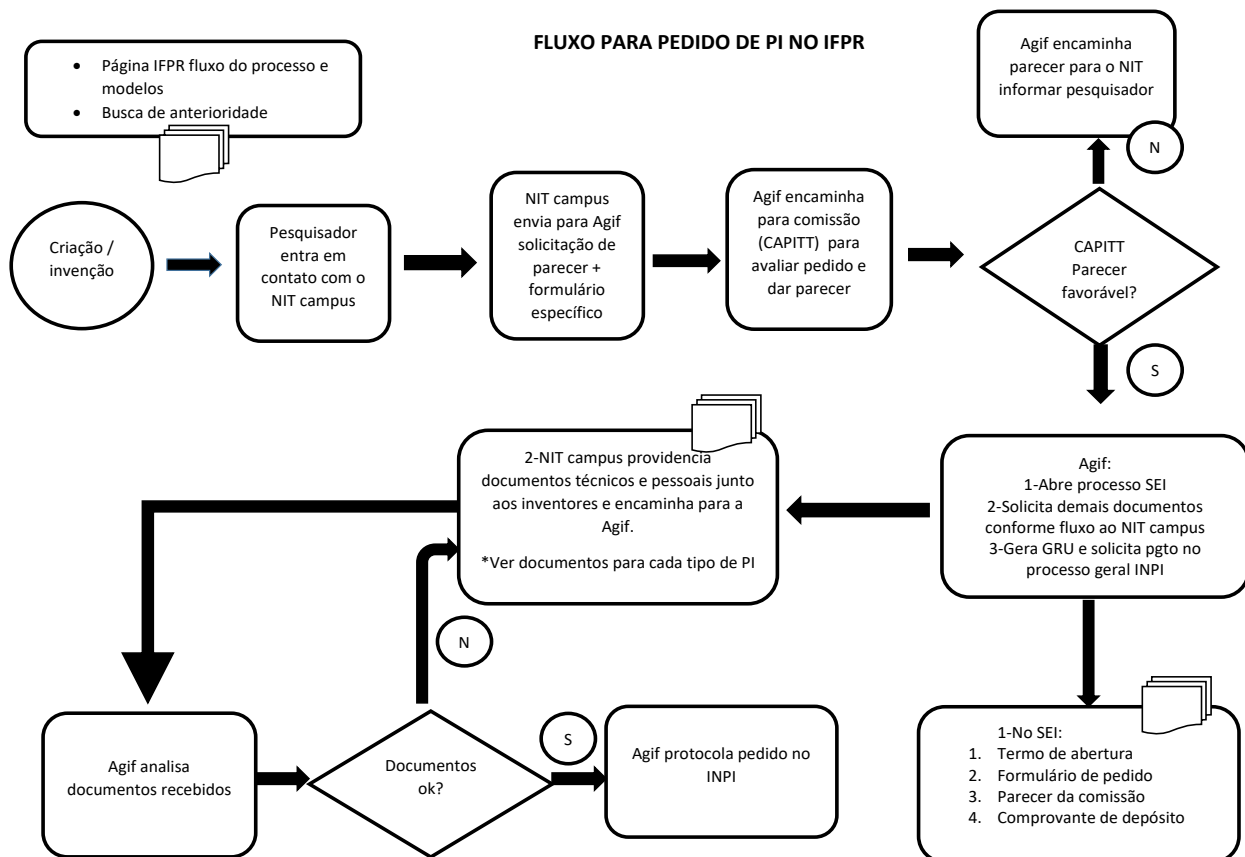 FLUXO PARA PEDIDO DE PI NO IFPR
• Página IFPR fluxo do processo e
modelos
• Busca de anterioridade
Criação /
invenção
Pesquisador
entra em
contato com o
NIT campus
NIT campus
envia para Agif
solicitação de
parecer +
formulário
específico
Agif encaminha
para comissão
(CAPITT) para
avaliar pedido e
dar parecer
CAPITT
Parecer
favorável?
N
Agif encaminha
parecer para o NIT
informar pesquisador
S
Agif:
1-Abre processo SEI
2-Solicita demais documentos
conforme fluxo ao NIT campus
3-Gera GRU e solicita pgto no
processo geral INPI
1-No SEI:
1. Termo de abertura
2. Formulário de pedido
3. Parecer da comissão
4. Comprovante de depósito
2-NIT campus providencia
documentos técnicos e pessoais junto
aos inventores e encaminha para a
Agif.
*Ver documentos para cada tipo de PI
Agif analisa
documentos recebidos
Documentos
ok?
N
S
Agif protocola pedido no
INPI